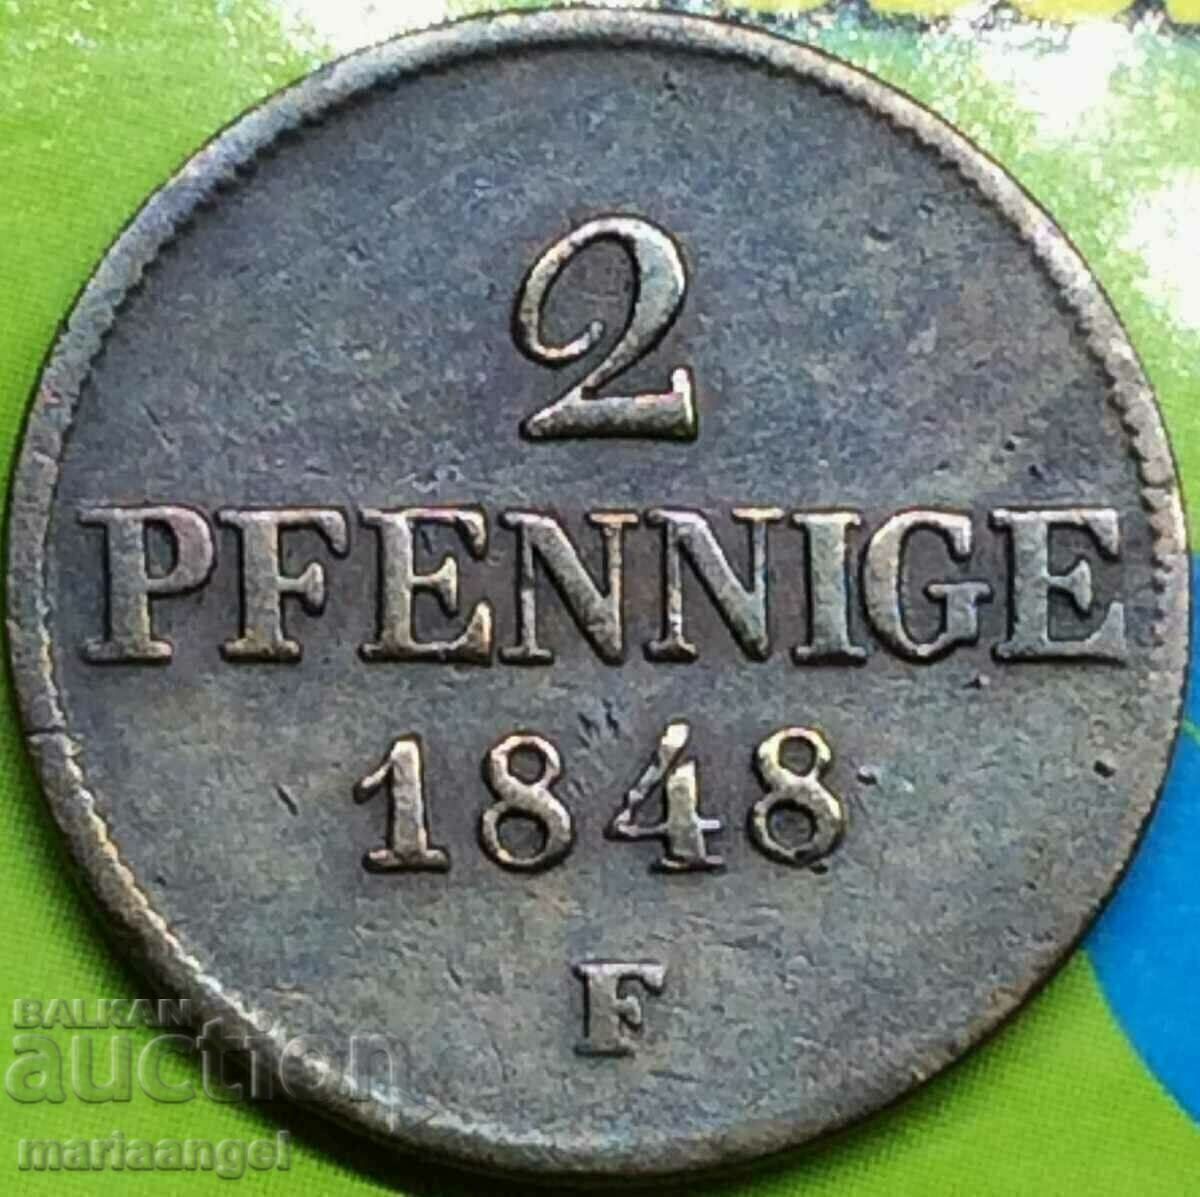 2
PFENNIGE
1848
F
BALKAN
auction
mariaangel